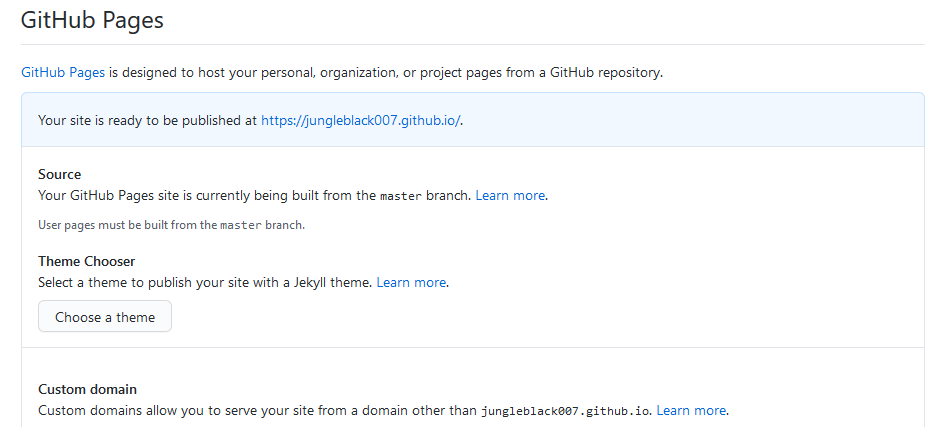 GitHub Pages
GitHub Pages is designed to host your personal, organization, or project pages from a GitHub repository.
Your site is ready to be published at https://jungleblack007.github.io/.
Source
Your GitHub Pages site is currently being built from the master branch. Learn more.
User pages must be built from the master branch.
Theme Chooser
Select a theme to publish your site with a Jekyll theme. Learn more.
Choose a theme
Custom domain
Custom domains allow you to serve your site from a domain other than jungleblack007.github.io. Learn more.